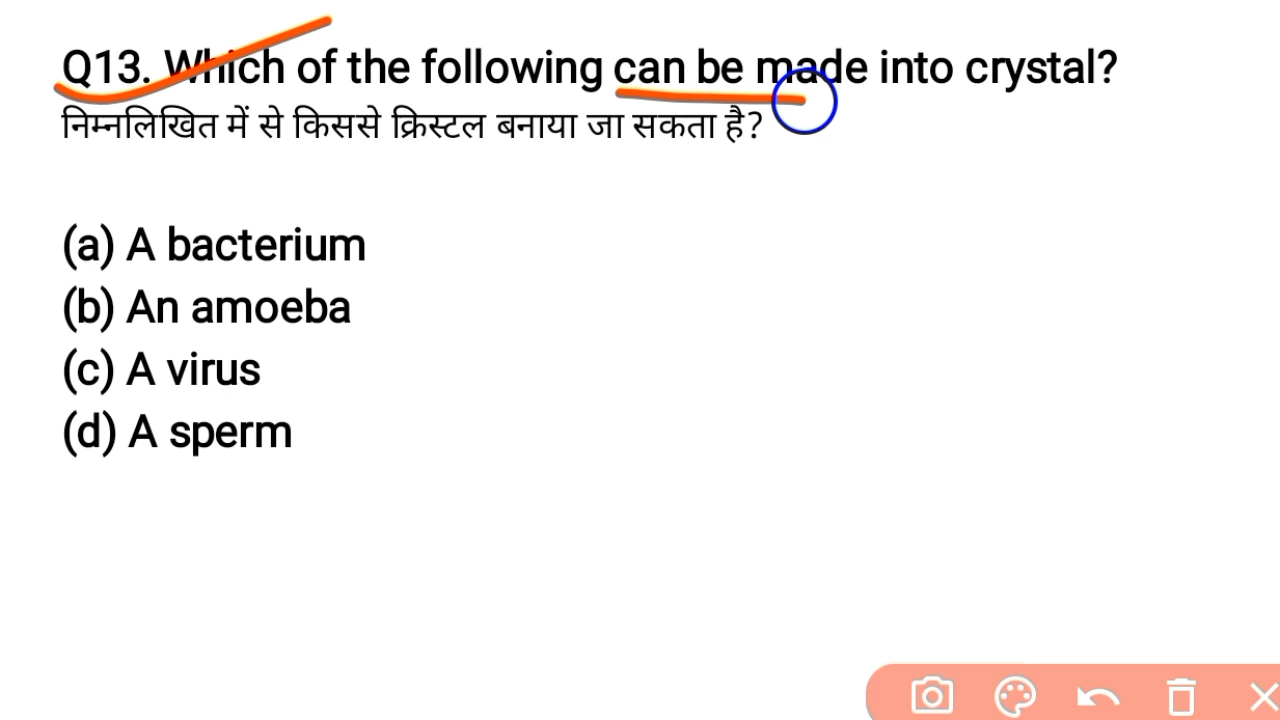 Q13. Which of the following can be made into crystal?
निम्नलिखित में से किससे क्रिस्टल बनाया जा सकता है?
(a) A bacterium
(b) An amoeba
(c) A virus
(d) A sperm